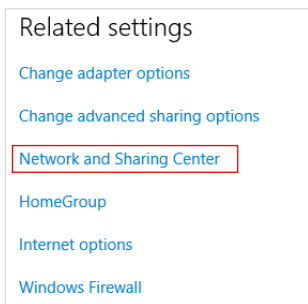 Related settings
Change adapter options
Change advanced sharing options
Network and Sharing Center
HomeGroup
Internet options
Windows Firewall